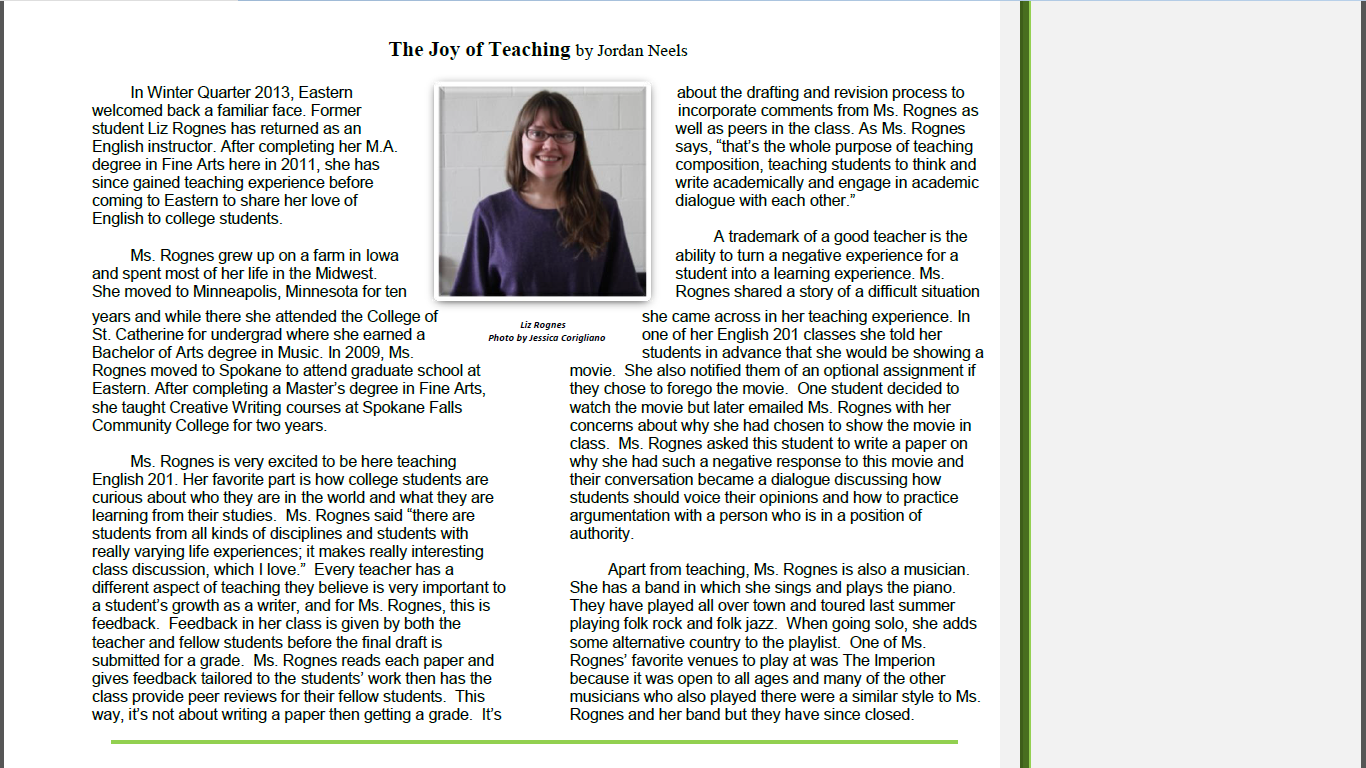 The Joy of Teaching by Jordan Neels
In Winter Quarter 2013, Eastern
welcomed back a familiar face. Former
student Liz Rognes has returned as an
English instructor. After completing her M.A.
degree in Fine Arts here in 2011, she has
since gained teaching experience before
coming to Eastern to share her love of
English to college students.
Ms. Rognes grew up on a farm in Iowa
and spent most of her life in the Midwest.
She moved to Minneapolis, Minnesota for ten
years and while there she attended the College of
St. Catherine for undergrad where she earned a
Bachelor of Arts degree in Music. In 2009, Ms.
Rognes moved to Spokane to attend graduate school at
Eastern. After completing a Master’s degree in Fine Arts,
she taught Creative Writing courses at Spokane Falls
Community College for two years.
Ms. Rognes is very excited to be here teaching
English 201. Her favorite part is how college students are
curious about who they are in the world and what they are
learning from their studies.  Ms. Rognes said “there are
students from all kinds of disciplines and students with
really varying life experiences; it makes really interesting
class discussion, which I love.”  Every teacher has a
different aspect of teaching they believe is very important to
a student’s growth as a writer, and for Ms. Rognes, this is
feedback.  Feedback in her class is given by both the
teacher and fellow students before the final draft is
submitted for a grade.  Ms. Rognes reads each paper and
gives feedback tailored to the students’ work then has the
class provide peer reviews for their fellow students.  This
way, it’s not about writing a paper then getting a grade.  It’s
Liz Rognes
Photo by Jessica Corigliano
about the drafting and revision process to
incorporate comments from Ms. Rognes as
well as peers in the class. As Ms. Rognes
says, “that’s the whole purpose of teaching
composition, teaching students to think and
write academically and engage in academic
dialogue with each other.”
A trademark of a good teacher is the
ability to turn a negative experience for a
student into a learning experience. Ms.
Rognes shared a story of a difficult situation
she came across in her teaching experience. In
one of her English 201 classes she told her
students in advance that she would be showing a
movie.  She also notified them of an optional assignment if
they chose to forego the movie.  One student decided to
watch the movie but later emailed Ms. Rognes with her
concerns about why she had chosen to show the movie in
class.  Ms. Rognes asked this student to write a paper on
why she had such a negative response to this movie and
their conversation became a dialogue discussing how
students should voice their opinions and how to practice
argumentation with a person who is in a position of
authority.
Apart from teaching, Ms. Rognes is also a musician.
She has a band in which she sings and plays the piano.
They have played all over town and toured last summer
playing folk rock and folk jazz.  When going solo, she adds
some alternative country to the playlist.  One of Ms.
Rognes’ favorite venues to play at was The Imperion
because it was open to all ages and many of the other
musicians who also played there were a similar style to Ms.
Rognes and her band but they have since closed.